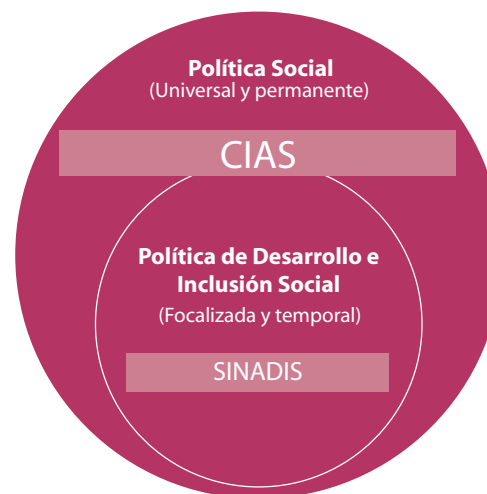 Política Social
(Universal y permanente)
CIAS
Política de Desarrollo e
Inclusión Social
(Focalizada y temporal)
SINADIS